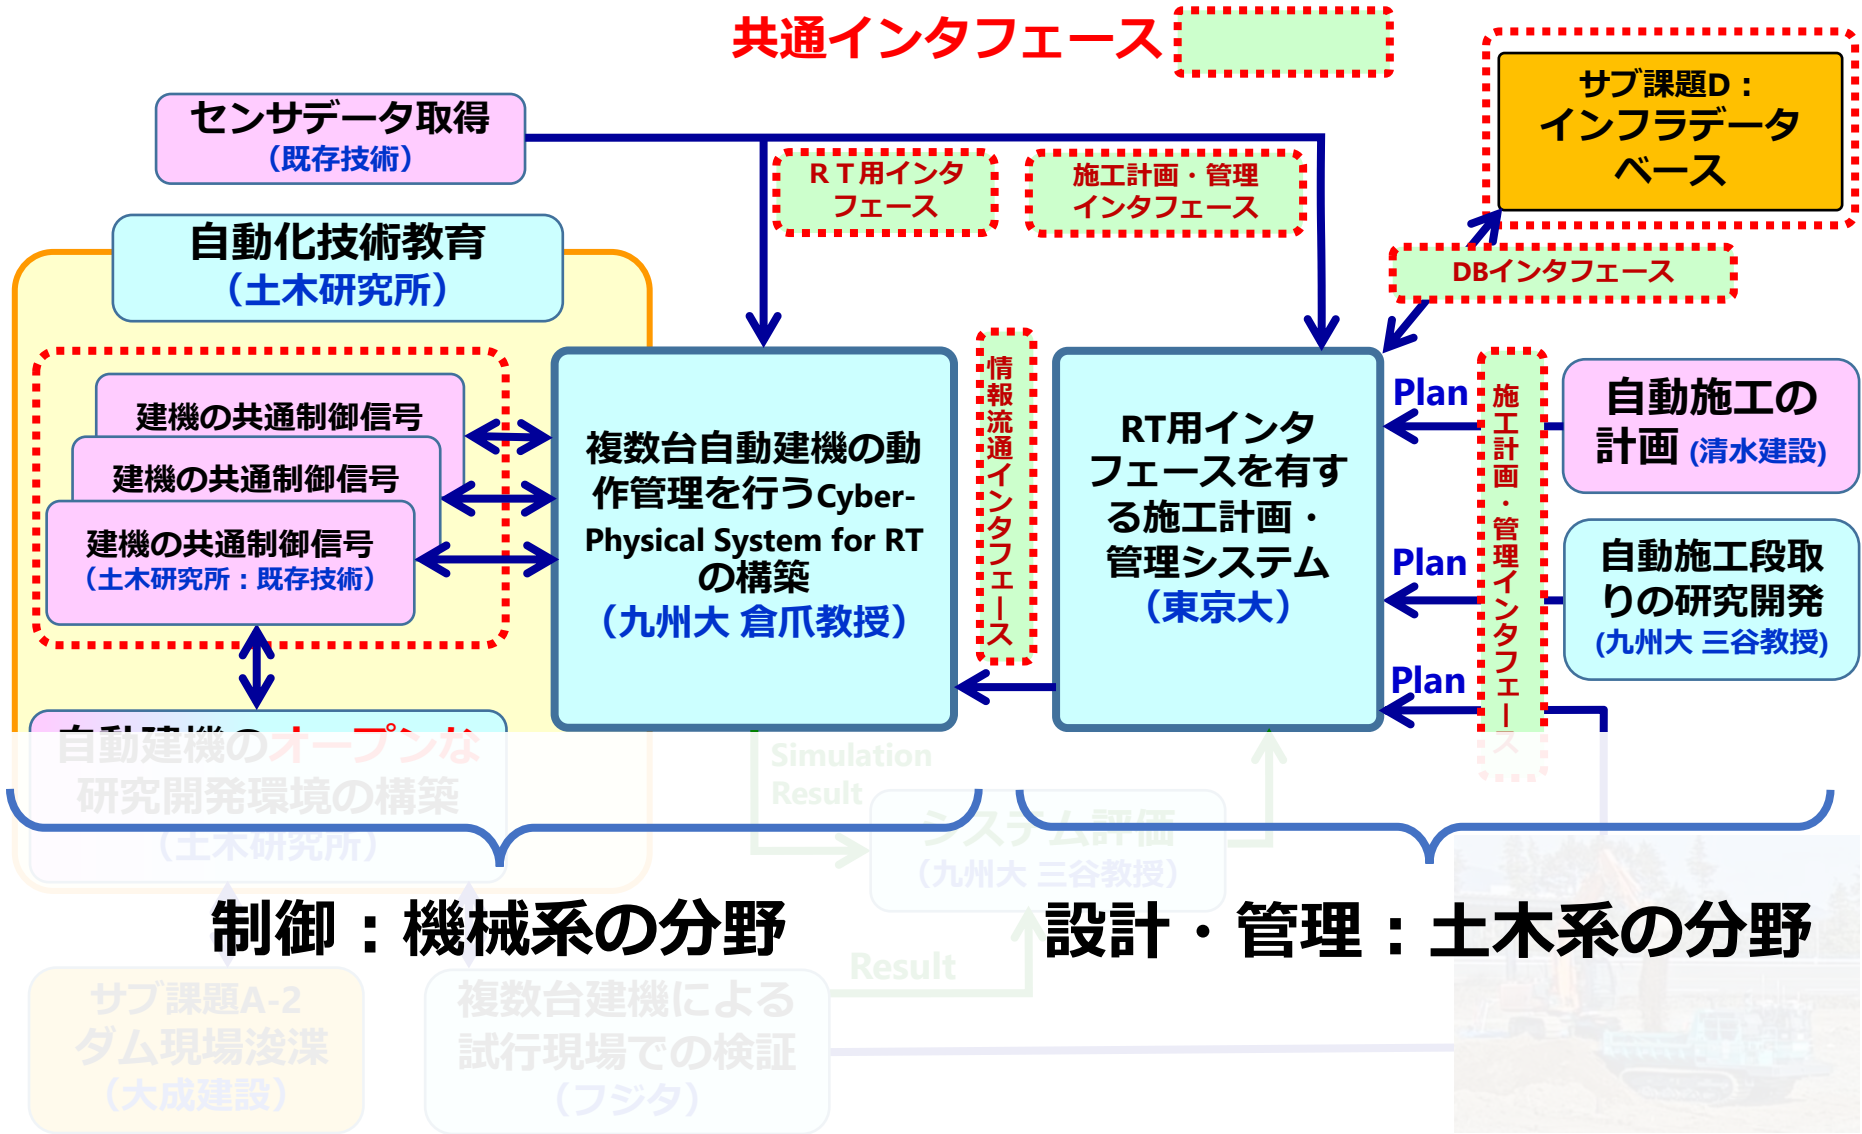 共通インタフェース
サブ課題D：
インフラデータ
ベース
センサデータ取得
（既存技術）
ＲＴ用インタ
フェース
施工計画・管理
インタフェース
自動化技術教育
（土木研究所）
DBインタフェース
建機の共通制御信号
建機の共通制御信号
建機の共通制御信号
（土木研究所：既存技術）
複数台自動建機の動
作管理を行うCyber-
Physical System for RT
の構築
（九州大 倉爪教授）
情報流通インタフェース
RT用インタ
フェースを有す
る施工計画・
管理システム
（東京大）
Plan
Plan
Plan
施工計画・管理インタフェース
自動施工の
計画 (清水建設)
自動施工段取
りの研究開発
(九州大 三谷教授)
自動建機のオープンな
研究開発環境の構築
（土木研究所）
Simulation
Result
システム評価
（九州大 三谷教授）
制御：機械系の分野
設計・管理：土木系の分野
Result
サブ課題A-2
ダム現場浚渫
（大成建設）
複数台建機による
試行現場での検証
（フジタ）